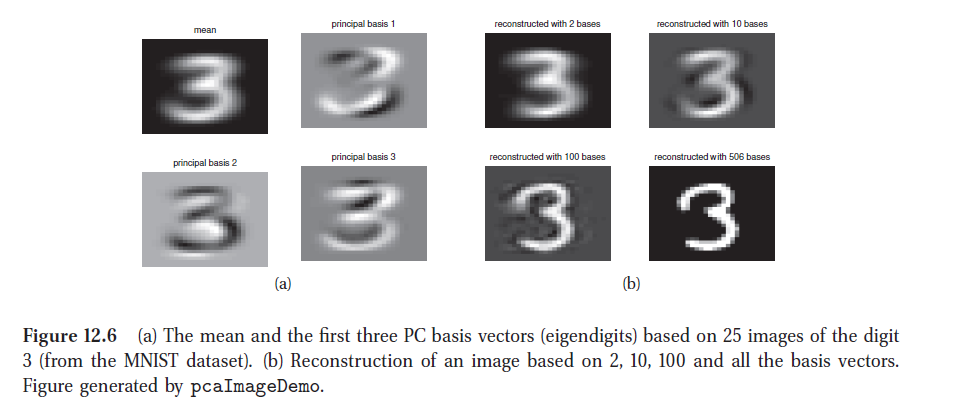 mean
principal basis 1
principal basis 2
principal basis 3
(a)
reconstructed with 2 bases
reconstructed with 10 bases
reconstructed with 100 bases
reconstructed with 506 bases
(b)
Figure 12.6 (a) The mean and the first three PC basis vectors (eigendigits) based on 25 images of the digit
3 (from the MNIST dataset). (b) Reconstruction of an image based on 2, 10, 100 and all the basis vectors.
Figure generated by pcaImageDemo.